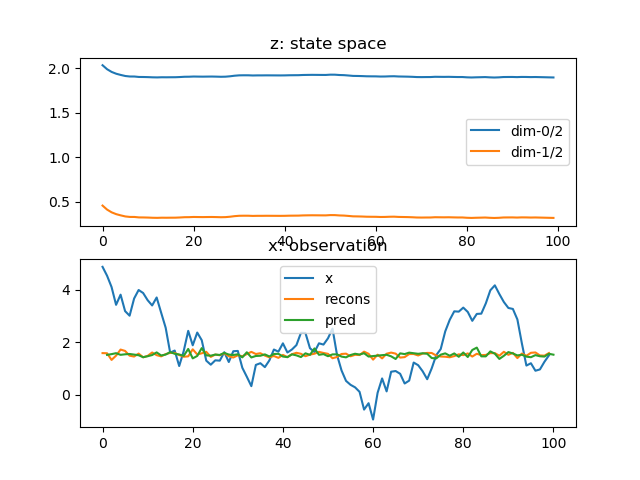 z: state space
2.0
1.5
1.0
0.5
dim-0/2
dim-1/2
0 20 40 60 80 100
x: observation
4
2
0
x
recons
pred
0 20 40 60 80 100